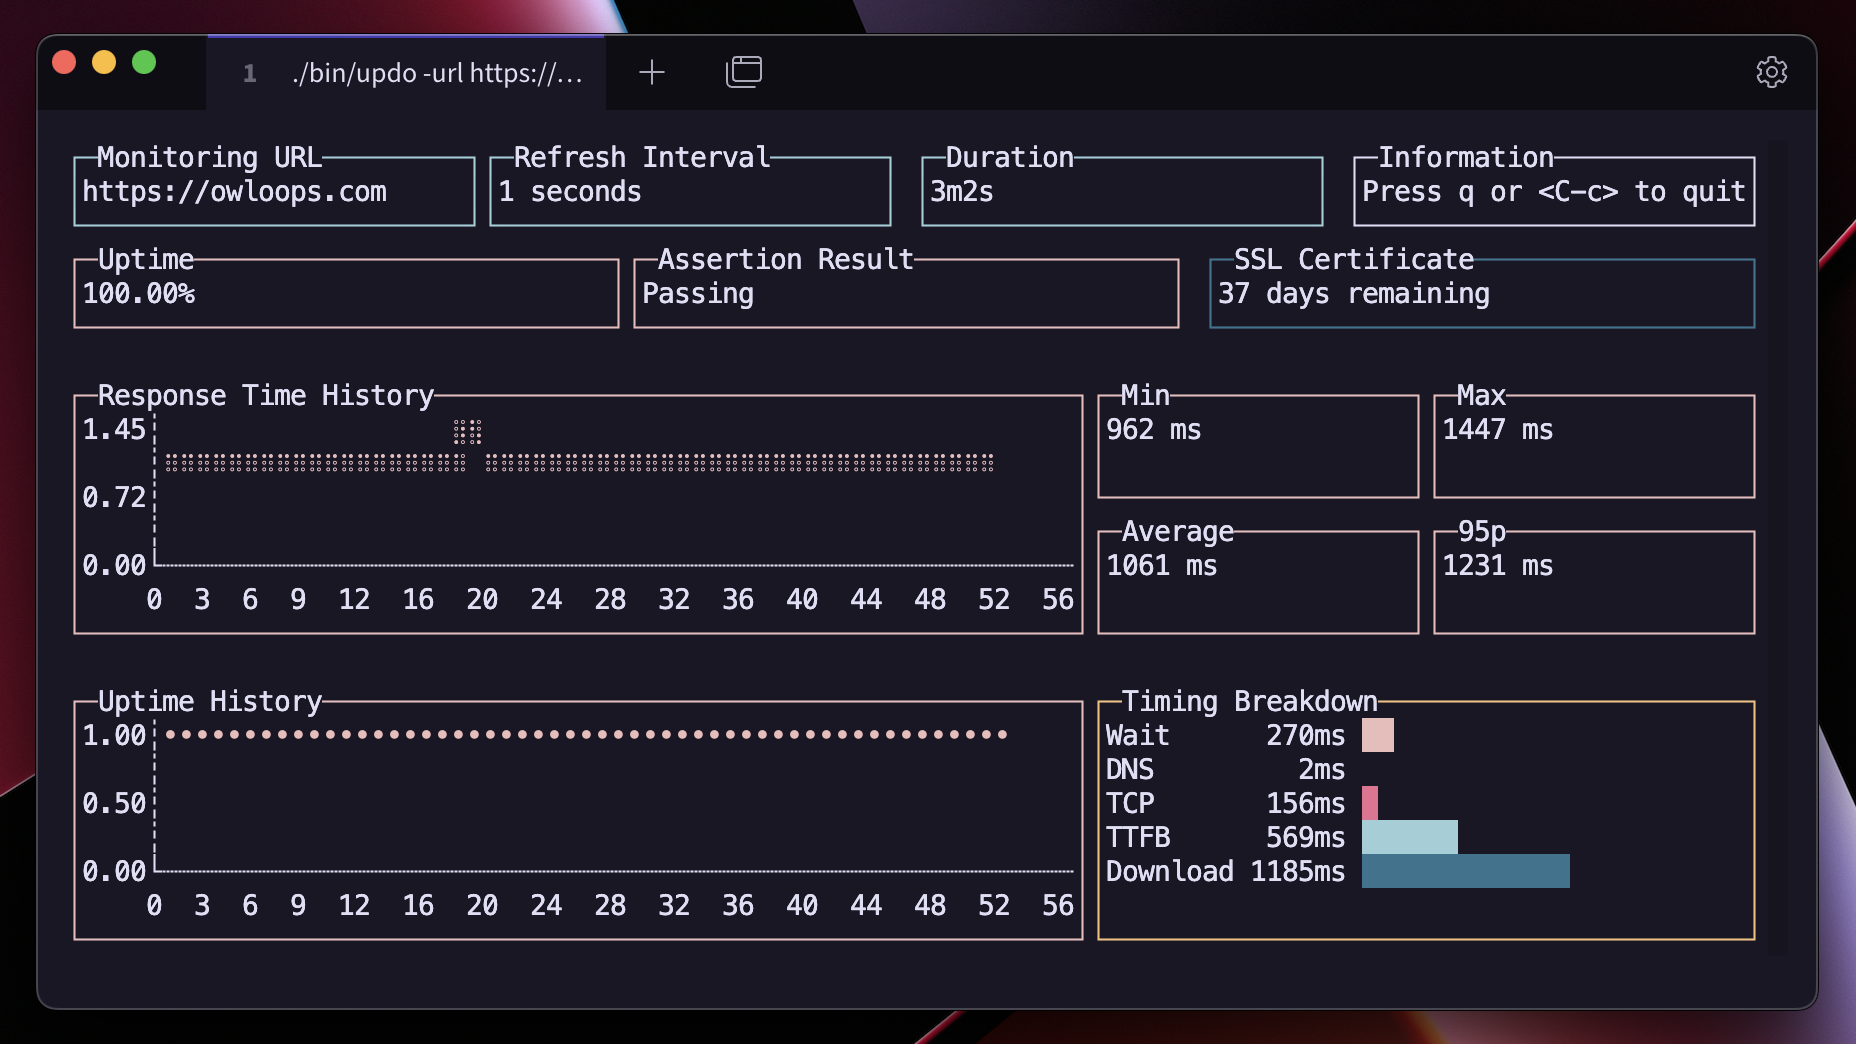 1 ./bin/updo -url https://...
Monitoring URL
https://owloops.com
Refresh Interval
1 seconds
Duration
3m2s
Information
Press q or <C-c> to quit
Uptime
100.00%
Assertion Result
Passing
SSL Certificate
37 days remaining
Response Time History
1.45
0.72
0.00
0 3 6 9 12 16 20 24 28 32 36 40 44 48 52 56
Min
962 ms
Max
1447 ms
Average
1061 ms
95p
1231 ms
Uptime History
1.00
0.50
0.00
0 3 6 9 12 16 20 24 28 32 36 40 44 48 52 56
Timing Breakdown
Wait 270ms
DNS 2ms
TCP 156ms
TTFB 569ms
Download 1185ms